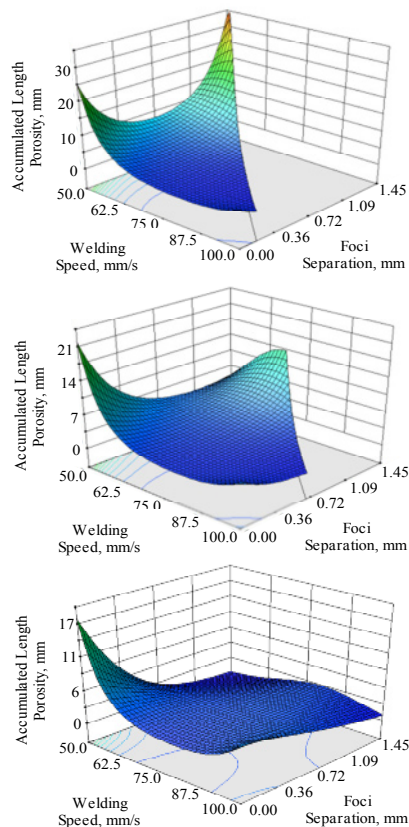 Accumulated Length
Porosity, mm
30
20
10
0
50.0
62.5
75.0
87.5
100.0
0.00
0.36
0.72
1.09
1.45
Welding
Speed, mm/s
Foci
Separation, mm
Accumulated Length
Porosity, mm
21
14
7
0
50.0
62.5
75.0
87.5
100.0
0.00
0.36
0.72
1.09
1.45
Welding
Speed, mm/s
Foci
Separation, mm
Accumulated Length
Porosity, mm
17
11
6
0
50.0
62.5
75.0
87.5
100.0
0.00
0.36
0.72
1.09
1.45
Welding
Speed, mm/s
Foci
Separation, mm